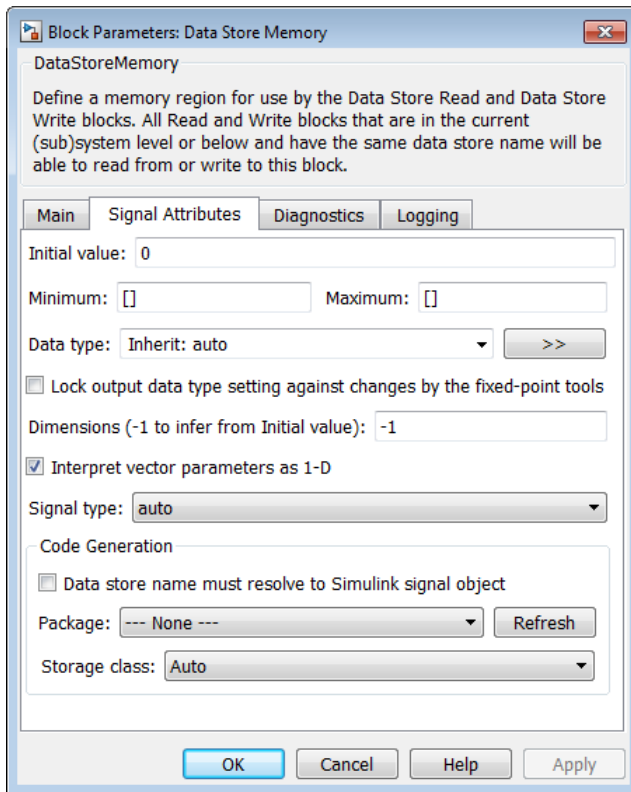 Block Parameters: Data Store Memory
DataStoreMemory
Define a memory region for use by the Data Store Read and Data Store
Write blocks. All Read and Write blocks that are in the current
(sub)system level or below and have the same data store name will be
able to read from or write to this block.
Main Signal Attributes Diagnostics Logging
Initial value: 0
Minimum: [] Maximum: []
Data type: Inherit: auto >>
Lock output data type setting against changes by the fixed-point tools
Dimensions (-1 to infer from Initial value): -1
Interpret vector parameters as 1-D
Signal type: auto
Code Generation
Data store name must resolve to Simulink signal object
Package: --- None --- Refresh
Storage class: Auto
OK Cancel Help Apply